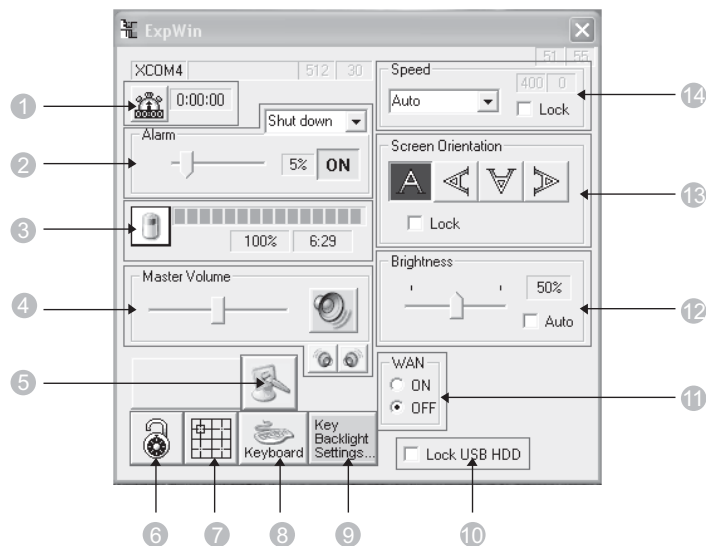 ExpWin
51 55
XCOM4 512 30
Speed
400 0
Auto
Lock
0:00:00
Shut down
Alarm
5% ON
Screen Orientation
A A A A
Lock
100% 6:29
Brightness
50%
Auto
Master Volume
WAN
ON
OFF
Keyboard
Key
Backlight
Settings...
Lock USB HDD
1
2
3
4
5
6
7
8
9
10
11
12
13
14